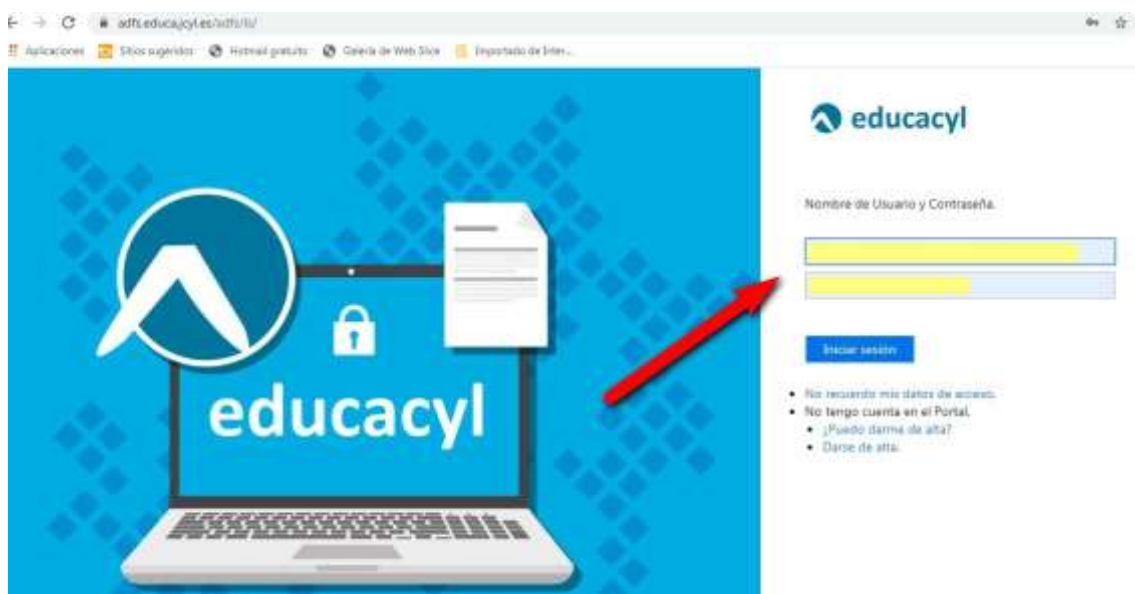 adfs.educa.jcyl.es/adfs/ls/
Aplicaciones Sitios sugeridos Hotmail gratuito Galería de Web Slice Importado de Inter...
educacyl
Nombre de Usuario y Contraseña.
Iniciar sesión
educacyl
No recuerdo mis datos de acceso.
No tengo cuenta en el Portal.
¿Puedo darme de alta?
Darse de alta.